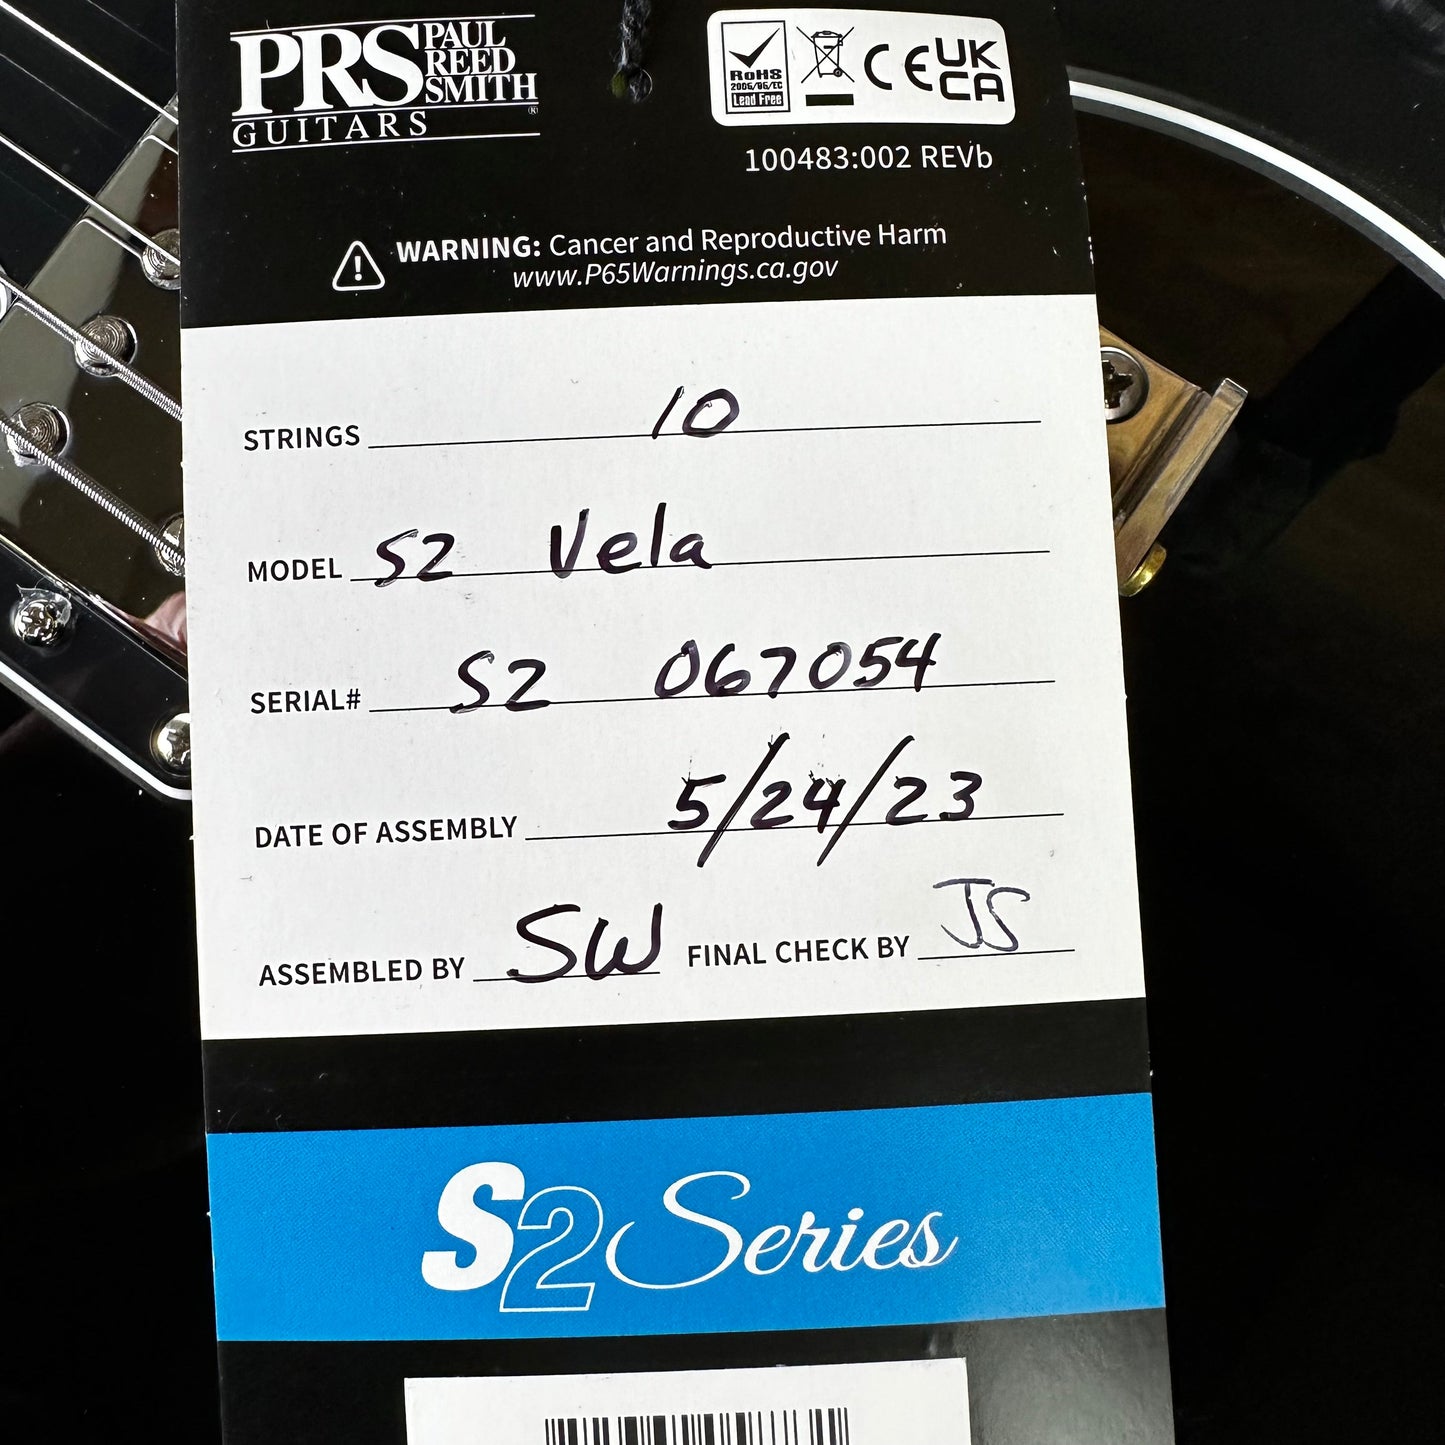 PRS PAUL REED SMITH ®
GUITARS
RoHS
2006/95/EC
Lead Free
CE UKCA
100483:002 REVb
WARNING: Cancer and Reproductive Harm
www.P65Warnings.ca.gov
STRINGS 10
MODEL S2 Vela
SERIAL# S2 067054
DATE OF ASSEMBLY 5/24/23
ASSEMBLED BY SW FINAL CHECK BY JS
S2 Series